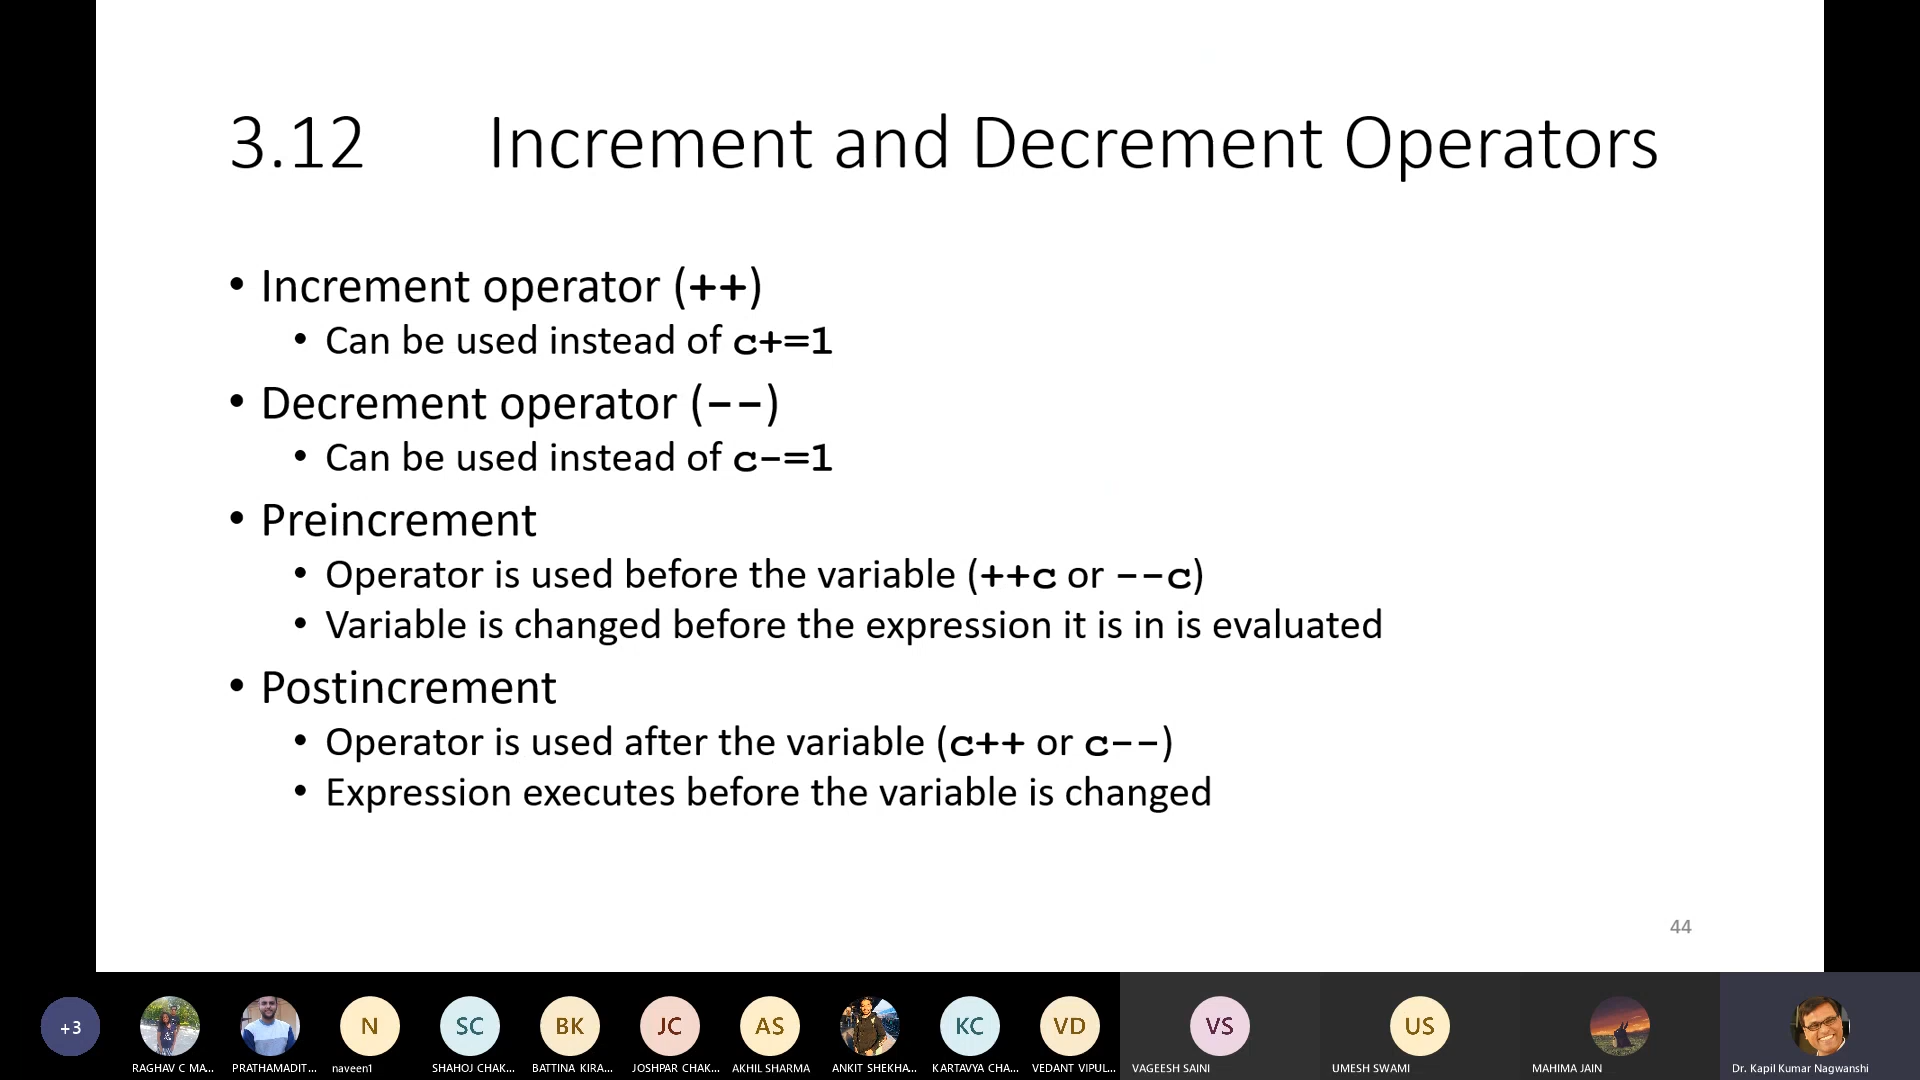 3.12 Increment and Decrement Operators
• Increment operator (++)
• Can be used instead of c+=1
• Decrement operator (--)
• Can be used instead of c-=1
• Preincrement
• Operator is used before the variable (++c or --c)
• Variable is changed before the expression it is in is evaluated
• Postincrement
• Operator is used after the variable (c++ or c--)
• Expression executes before the variable is changed
44
+3 N SC BK JC AS KC VD VS US
RAGHAV C MA... PRATHAMADIT... naveen1 SHAHOJ CHAK... BATTINA KIRA... JOSHPAR CHAK... AKHIL SHARMA ANKIT SHEKHA... KARTAVYA CHA... VEDANT VIPUL... VAGEESH SAINI UMESH SWAMI MAHIMA JAIN Dr. Kapil Kumar Nagwanshi